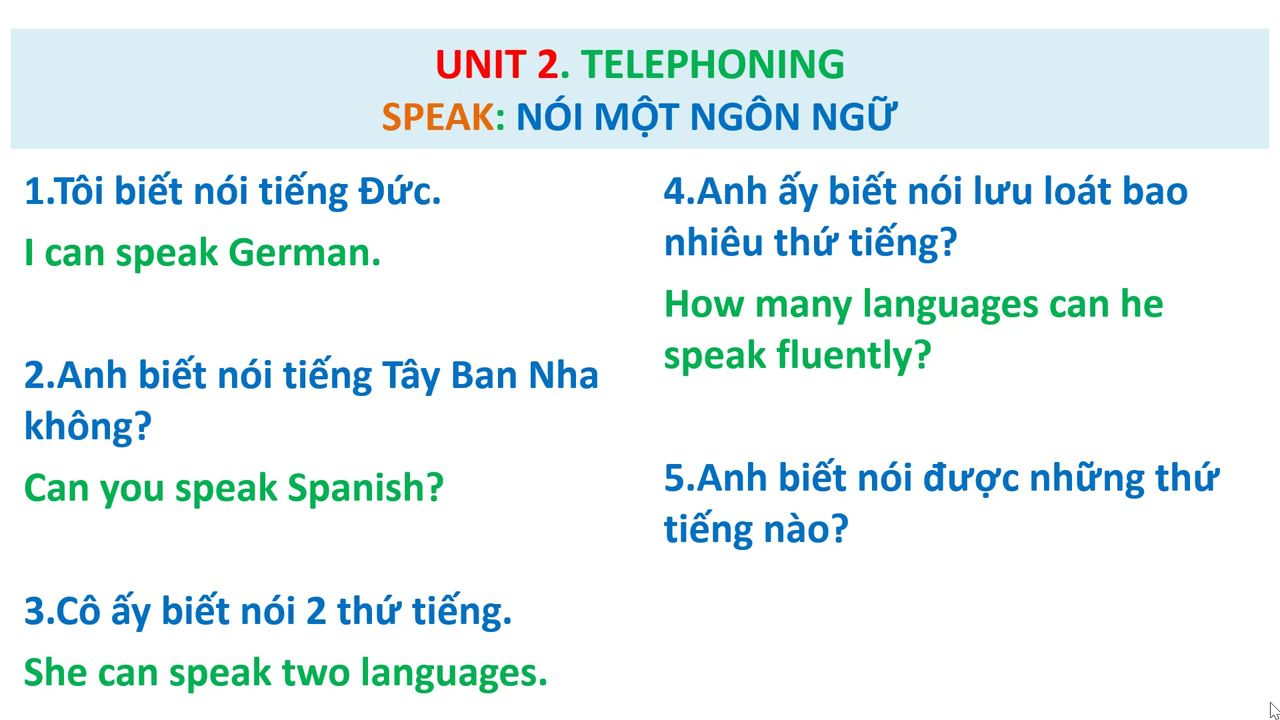 UNIT 2. TELEPHONING
SPEAK: NÓI MỘT NGÔN NGỮ
1.Tôi biết nói tiếng Đức.
I can speak German.
2.Anh biết nói tiếng Tây Ban Nha
không?
Can you speak Spanish?
3.Cô ấy biết nói 2 thứ tiếng.
She can speak two languages.
4.Anh ấy biết nói lưu loát bao
nhiêu thứ tiếng?
How many languages can he
speak fluently?
5.Anh biết nói được những thứ
tiếng nào?